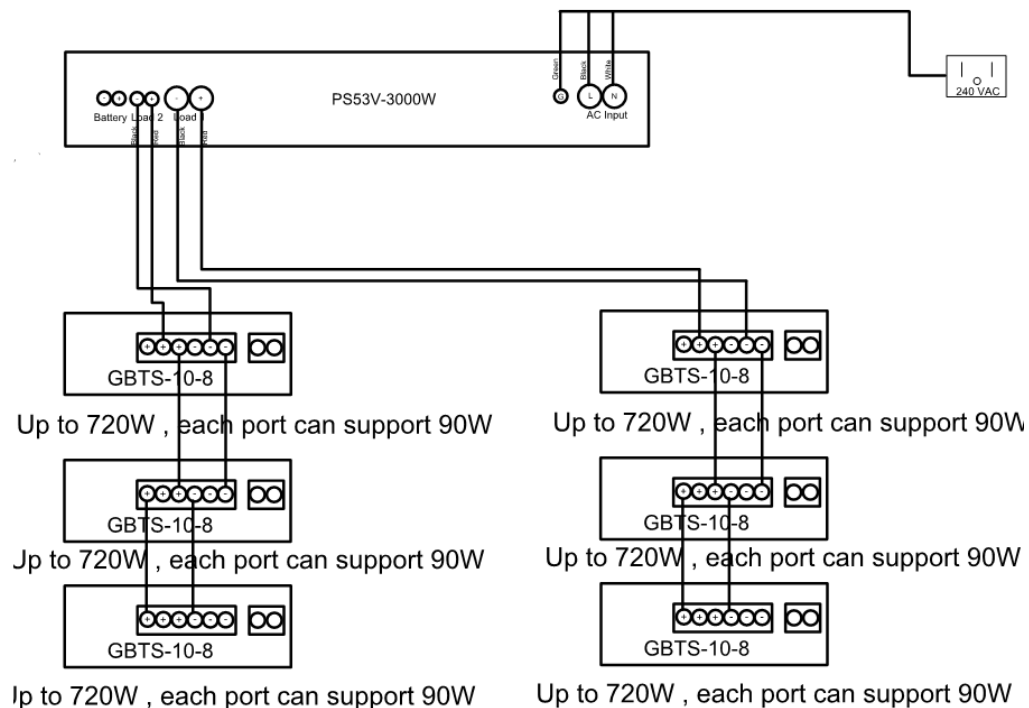 Green
Black
White
240 VAC
- + - + - +
PS53V-3000W
G L N
Battery Load 2 Load 1
AC Input
Black
Red
Black
Red
+ + + - - -
GBTS-10-8
Up to 720W , each port can support 90W
+ + + - - -
GBTS-10-8
Up to 720W , each port can support 90W
+ + + - - -
GBTS-10-8
Jp to 720W , each port can support 90W
+ + + - - -
GBTS-10-8
Up to 720W , each port can support 90W
+ + + - - -
GBTS-10-8
Jp to 720W , each port can support 90W
+ + + - - -
GBTS-10-8
Up to 720W , each port can support 90W